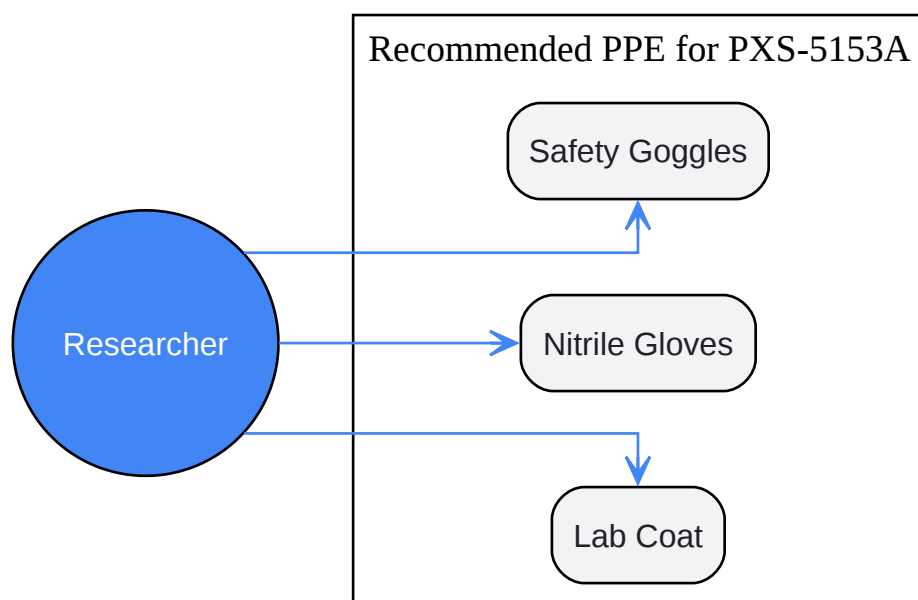 Recommended PPE for PXS-5153A
Safety Goggles
Researcher
Nitrile Gloves
Lab Coat